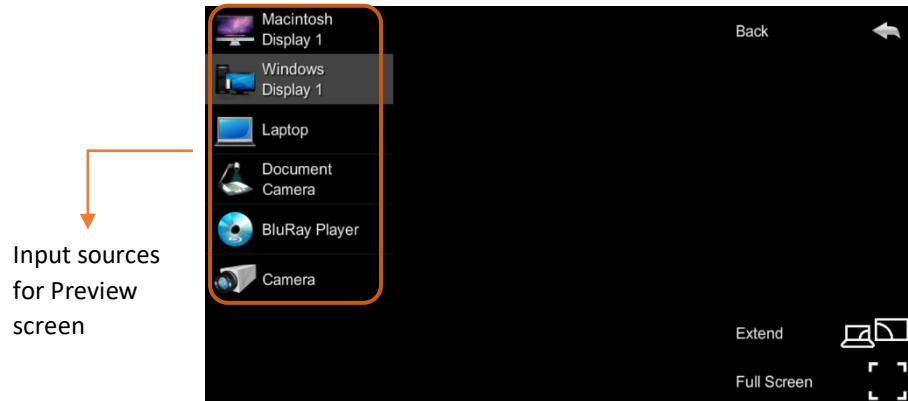 Macintosh
Display 1
Back
Windows
Display 1
Laptop
Document
Camera
BluRay Player
Camera
Input sources
for Preview
screen
Extend
Full Screen